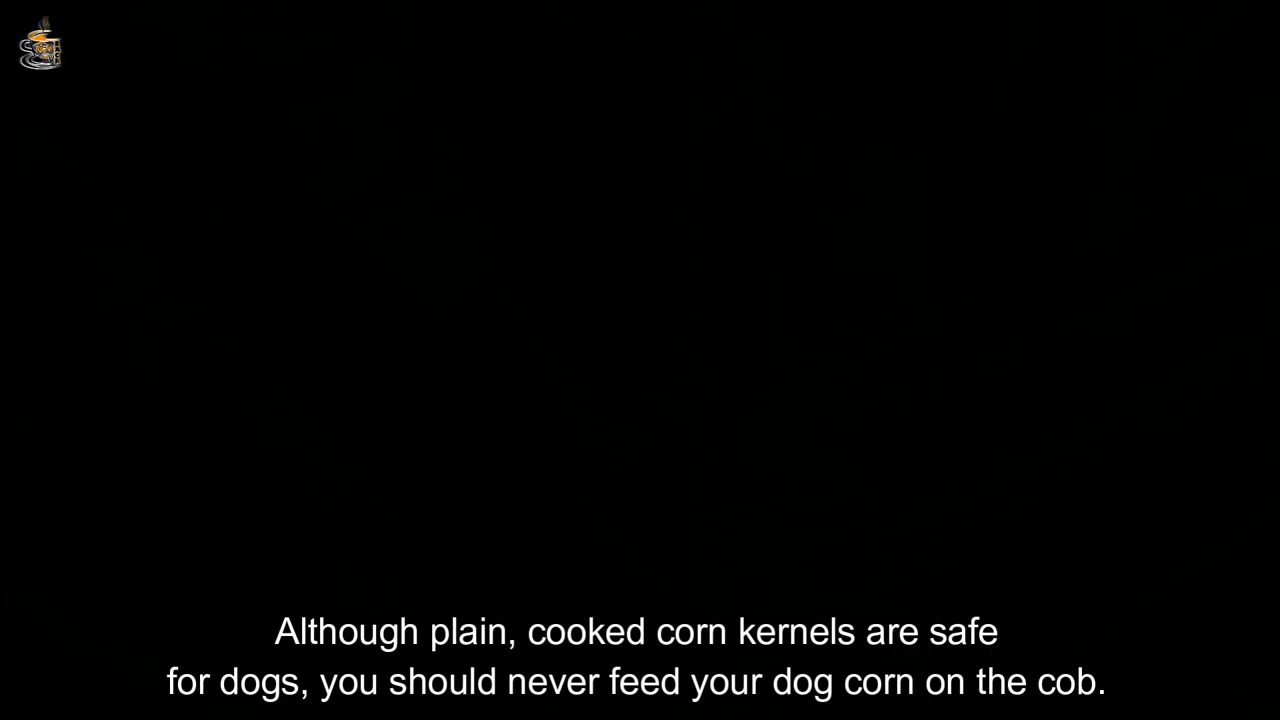 Although plain, cooked corn kernels are safe
for dogs, you should never feed your dog corn on the cob.